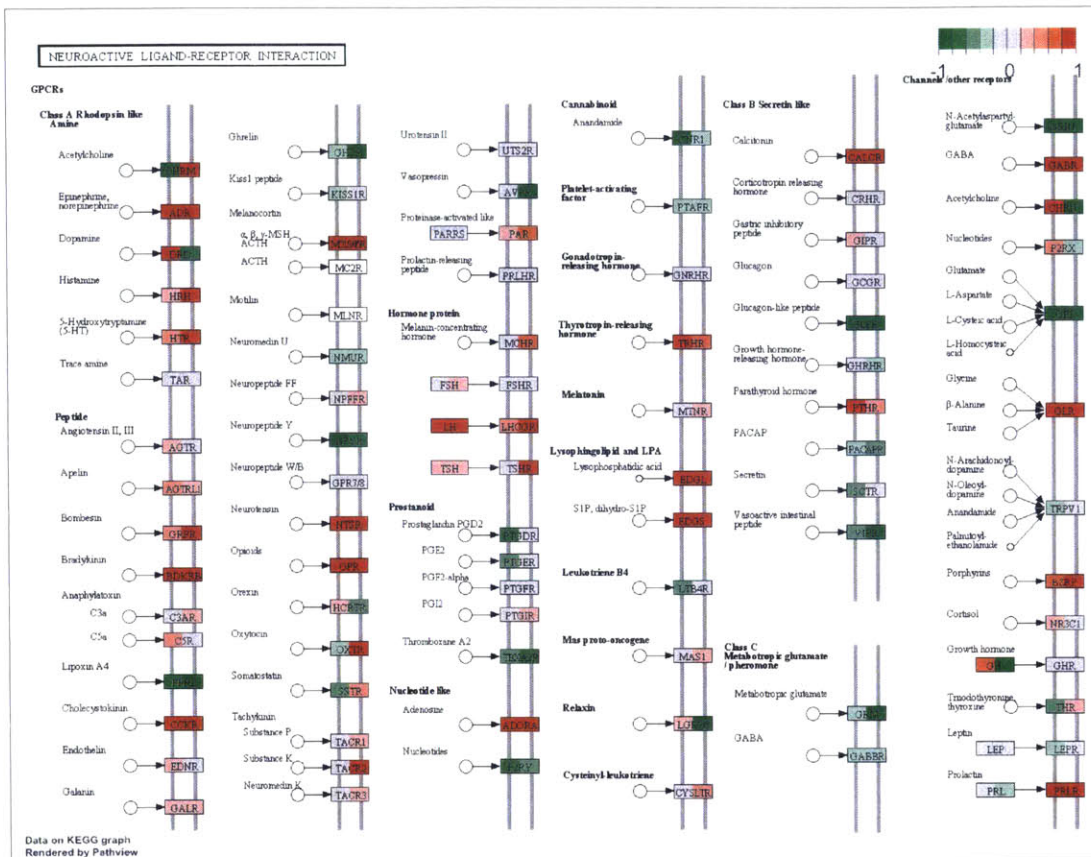 NEUROACTIVE LIGAND-RECEPTOR INTERACTION
-1 0 1
GPCRs
Class A Rhodopsin like
Amine
Acetylcholine
Epinephrine,
norepinephrine
ADR
Dopamine
DRD
Histamine
HRH
5-Hydroxytryptamine
(5-HT)
HTR
Trace amine
TAR
Peptide
Angiotensin II, III
AGTR
Apelin
AGTRL1
Bombesin
Bradykinin
Anaphylatoxin
C3a
C3AR
C5a
C5R
Lipoxin A4
Cholecystokinin
CCKR
Endothelin
EDNR
Galanin
GALR
Ghrelin
Kiss1 peptide
KISS1R
Melanocortin
α, β, γ-MSH
ACTH
ACTH
MC2R
Motilin
MLNR
Neuromedin U
NMUR
Neuropeptide FF
NPFFR
Neuropeptide Y
Neuropeptide W/B
GPR7/8
Neurotensin
NTSR
Opioids
OPR
Orexin
HCRTR
Oxytocin
OXTR
Somatostatin
SSTR
Tachykinin
Substance P
TACR1
Substance K
TACR2
Neuromedin K
TACR3
Urotensin II
UTS2R
Vasopressin
Proteinase-activated like
PARRS
PAR
Prolactin-releasing
peptide
PRLHR
Hormone protein
Melanin-concentrating
hormone
MCHR
FSH
FSHR
LH
LHCGR
TSH
TSHR
Prostanoid
Prostaglandin PGD2
PTGDR
PGE2
PTGER
PGF2-alpha
PTGFR
PGI2
PTGIR
Thromboxane A2
Nucleotide like
Adenosine
ADORA
Nucleotides
Cannabinoid
Anandamide
CNR1
Platelet-activating
factor
PTAFR
Gonadotropin-
releasing hormone
GNRHR
Thyrotropin-releasing
hormone
TRHR
Melatonin
MTNR
Lysophingolipid and LPA
Lysophosphatidic acid
EDGL
S1P, dihydro-S1P
EDGS
Leukotriene B4
LTB4R
Mas proto-oncogene
MAS1
Relaxin
Cysteinyl-leukotriene
CYSLTR
Class B Secretin like
Calcitonin
CALCR
Corticotropin releasing
hormone
CRHR
Gastric inhibitory
peptide
GIPR
Glucagon
GCGR
Glucagon-like peptide
Growth hormone-
releasing hormone
GHRHR
Parathyroid hormone
PTHR
PACAP
PACAPR
Secretin
SCTR
Vasoactive intestinal
peptide
VIPR
Class C
Metabotropic glutamate
/ pheromone
Metabotropic glutamate
GABA
GABBR
Channels /other receptors
N-Acetylaspartyl-
glutamate
GABA
GABR
Acetylcholine
Nucleotides
P2RX
Glutamate
L-Aspartate
L-Cysteic acid
L-Homocysteic
acid
Glycine
β-Alanine
Taurine
GLR
N-Arachidonoyl-
dopamine
N-Oleoyl-
dopamine
Anandamide
Palmitoyl-
ethanolamide
TRPV1
Porphyrins
BZRP
Cortisol
NR3C1
Growth hormone
GHR
Triiodothyronine,
thyroxine
THR
Leptin
LEP
LEPR
Prolactin
PRL
PRLR
Data on KEGG graph
Rendered by Pathview